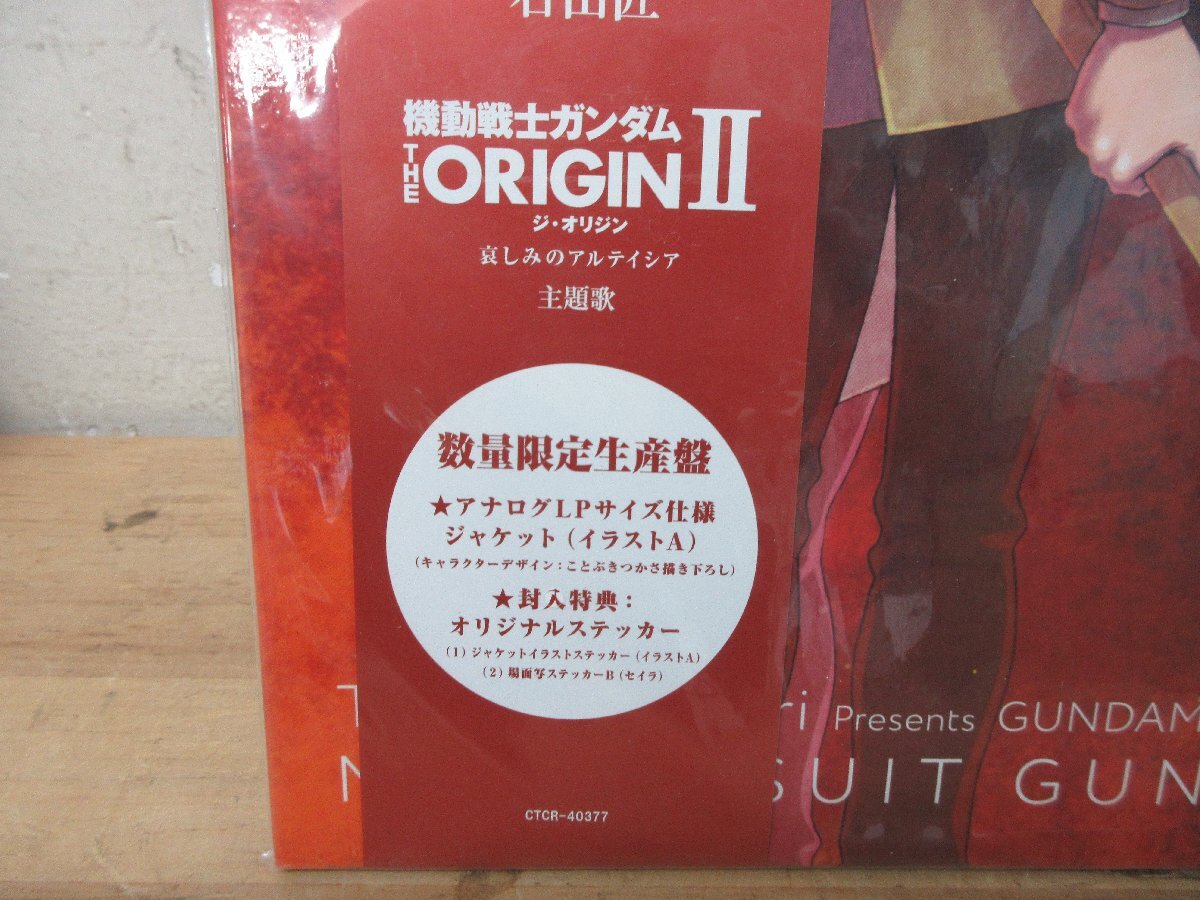 機動戦士ガンダム
THE ORIGIN II
ジ・オリジン
哀しみのアルテイシア
主題歌
数量限定生産盤
★アナログLPサイズ仕様
ジャケット(イラストA)
(キャラクターデザイン:ことぶきつかさ描き下ろし)
★封入特典:
オリジナルステッカー
(1)ジャケットイラストステッカー(イラストA)
(2)場面写ステッカーB(セイラ)
CTCR-40377
ri Presents GUNDAM
SUIT GUN